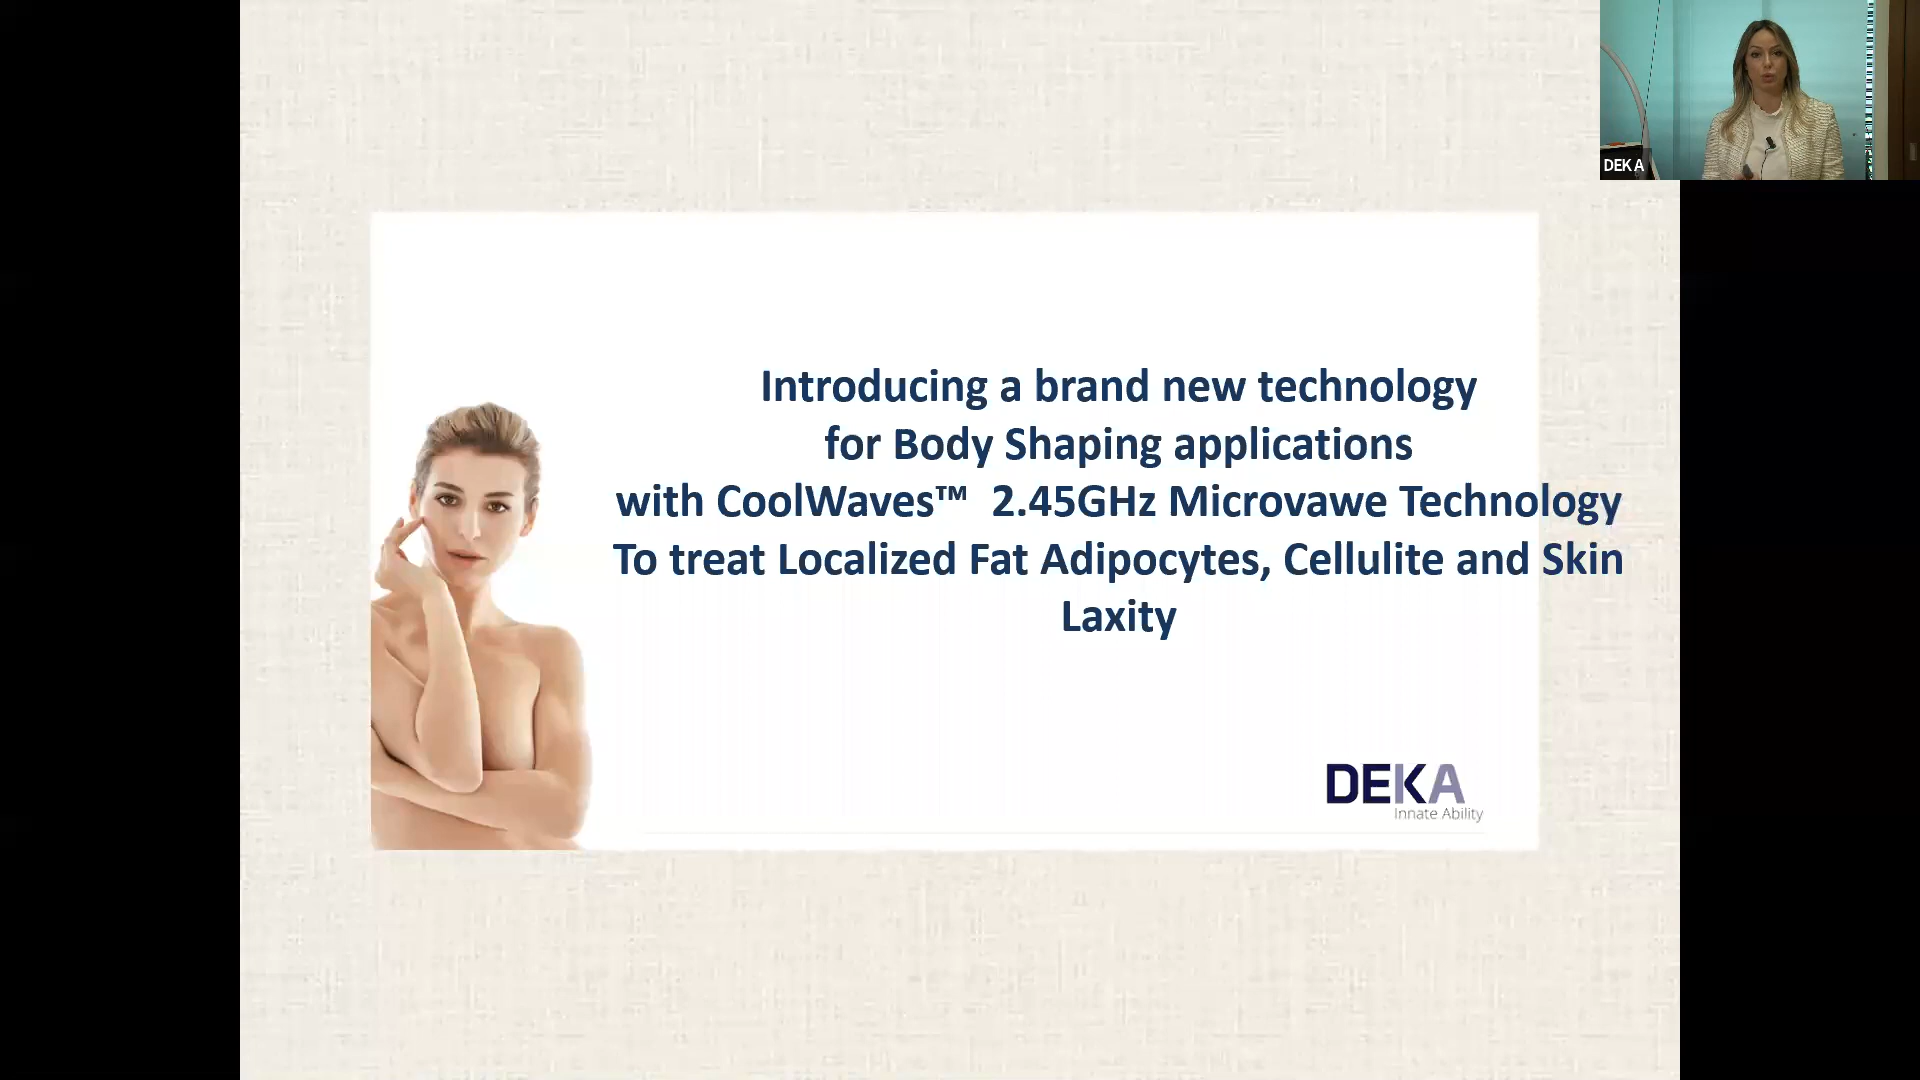 DEKA
Introducing a brand new technology
for Body Shaping applications
with CoolWaves™ 2.45GHz Microvawe Technology
To treat Localized Fat Adipocytes, Cellulite and Skin
Laxity
DEKA
Innate Ability